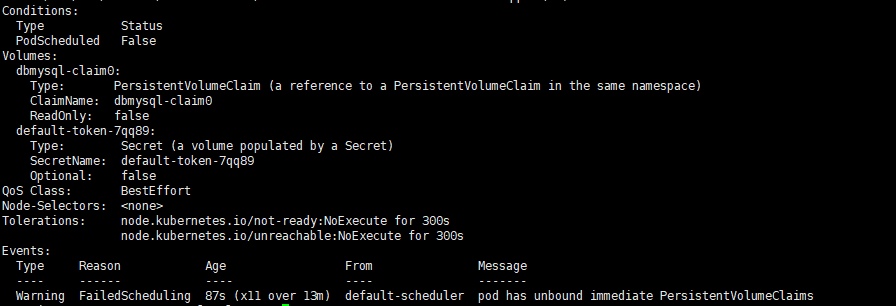 Conditions:
Type Status
PodScheduled False
Volumes:
dbmysql-claim0:
Type: PersistentVolumeClaim (a reference to a PersistentVolumeClaim in the same namespace)
ClaimName: dbmysql-claim0
ReadOnly: false
default-token-7qq89:
Type: Secret (a volume populated by a Secret)
SecretName: default-token-7qq89
Optional: false
QoS Class: BestEffort
Node-Selectors: <none>
Tolerations: node.kubernetes.io/not-ready:NoExecute for 300s
node.kubernetes.io/unreachable:NoExecute for 300s
Events:
Type Reason Age From Message
---- ------ ---- ---- -------
Warning FailedScheduling 87s (x11 over 13m) default-scheduler pod has unbound immediate PersistentVolumeClaims